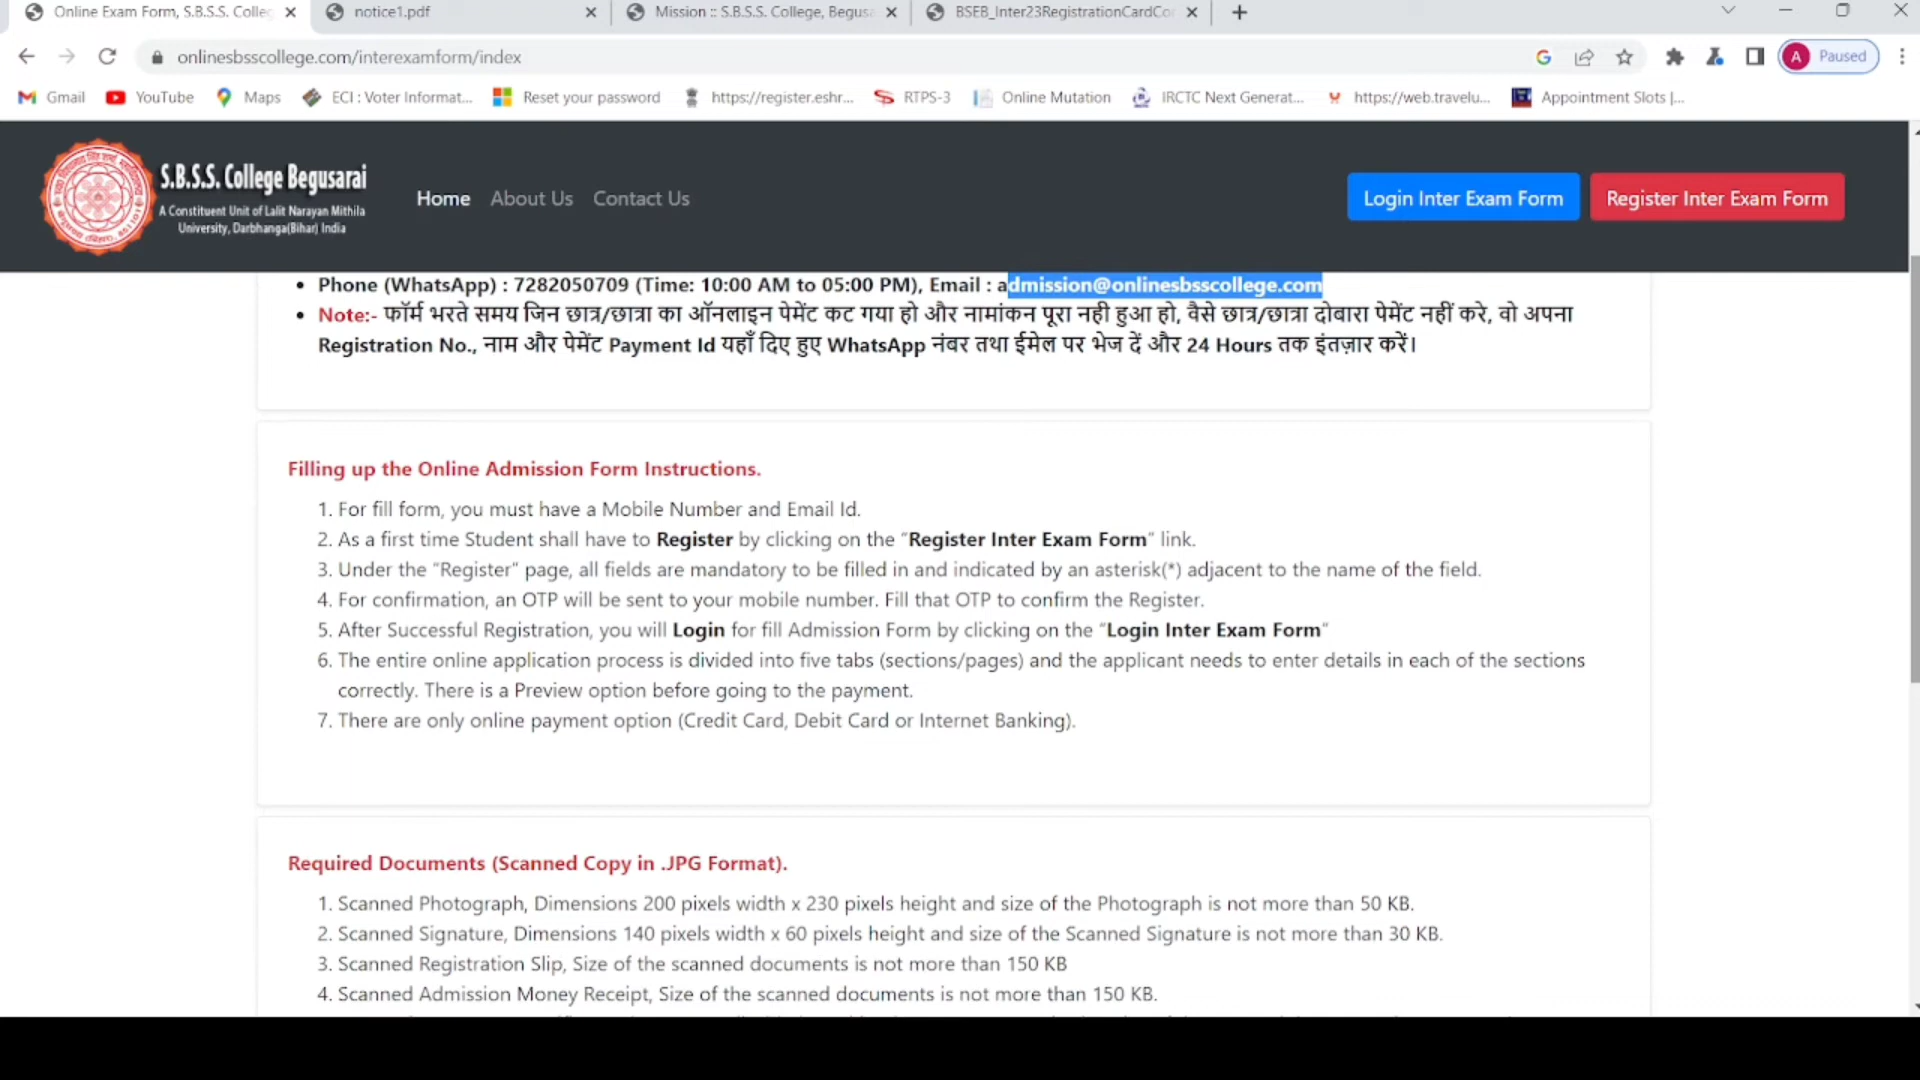 Online Exam Form, S.B.S.S. Colleg
notice1.pdf
Mission :: S.B.S.S. College, Begusa
BSEB_Inter23RegistrationCardCo
onlinesbsscollege.com/interexamform/index
A Paused
Gmail YouTube Maps ECI : Voter Informat... Reset your password https://register.eshr... RTPS-3 Online Mutation IRCTC Next Generat... https://web.travelu... Appointment Slots |...
S.B.S.S. College Begusarai
A Constituent Unit of Lalit Narayan Mithila
University, Darbhanga(Bihar) India
Home About Us Contact Us
Login Inter Exam Form Register Inter Exam Form
• Phone (WhatsApp) : 7282050709 (Time: 10:00 AM to 05:00 PM), Email : admission@onlinesbsscollege.com
• Note:- फॉर्म भरते समय जिन छात्र/छात्रा का ऑनलाइन पेमेंट कट गया हो और नामांकन पूरा नही हुआ हो, वैसे छात्र/छात्रा दोबारा पेमेंट नहीं करे, वो अपना
Registration No., नाम और पेमेंट Payment Id यहाँ दिए हुए WhatsApp नंबर तथा ईमेल पर भेज दें और 24 Hours तक इंतज़ार करें।
Filling up the Online Admission Form Instructions.
1. For fill form, you must have a Mobile Number and Email Id.
2. As a first time Student shall have to Register by clicking on the "Register Inter Exam Form" link.
3. Under the "Register" page, all fields are mandatory to be filled in and indicated by an asterisk(*) adjacent to the name of the field.
4. For confirmation, an OTP will be sent to your mobile number. Fill that OTP to confirm the Register.
5. After Successful Registration, you will Login for fill Admission Form by clicking on the "Login Inter Exam Form"
6. The entire online application process is divided into five tabs (sections/pages) and the applicant needs to enter details in each of the sections
correctly. There is a Preview option before going to the payment.
7. There are only online payment option (Credit Card, Debit Card or Internet Banking).
Required Documents (Scanned Copy in .JPG Format).
1. Scanned Photograph, Dimensions 200 pixels width x 230 pixels height and size of the Photograph is not more than 50 KB.
2. Scanned Signature, Dimensions 140 pixels width x 60 pixels height and size of the Scanned Signature is not more than 30 KB.
3. Scanned Registration Slip, Size of the scanned documents is not more than 150 KB
4. Scanned Admission Money Receipt, Size of the scanned documents is not more than 150 KB.